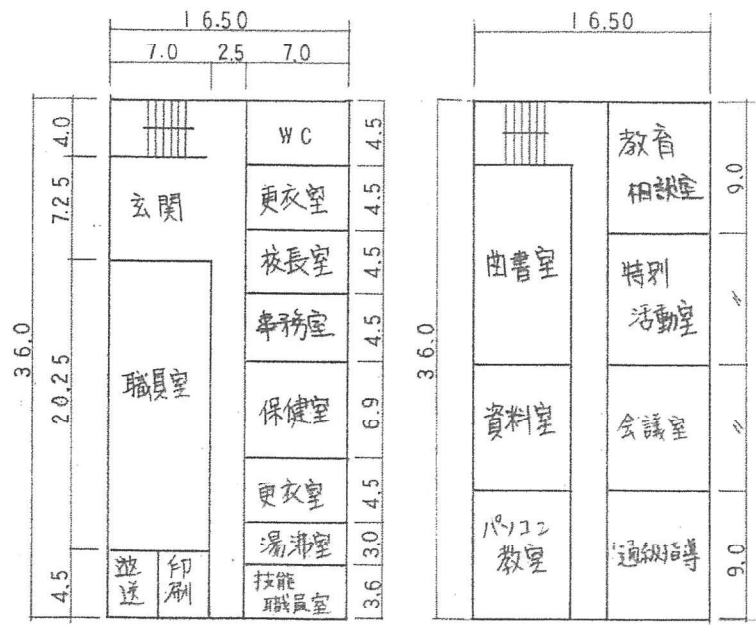 16.50
7.0 2.5 7.0
16.50
4.0
7.25
36.0
20.25
4.5
玄関
職員室
放送
印刷
WC
更衣室
校長室
事務室
保健室
更衣室
湯沸室
技能
職員室
4.5
4.5
4.5
4.5
6.9
4.5
3.0
3.6
36.0
図書室
資料室
パソコン
教室
教育
相談室
特別
活動室
会議室
通級指導
9.0
〃
〃
9.0